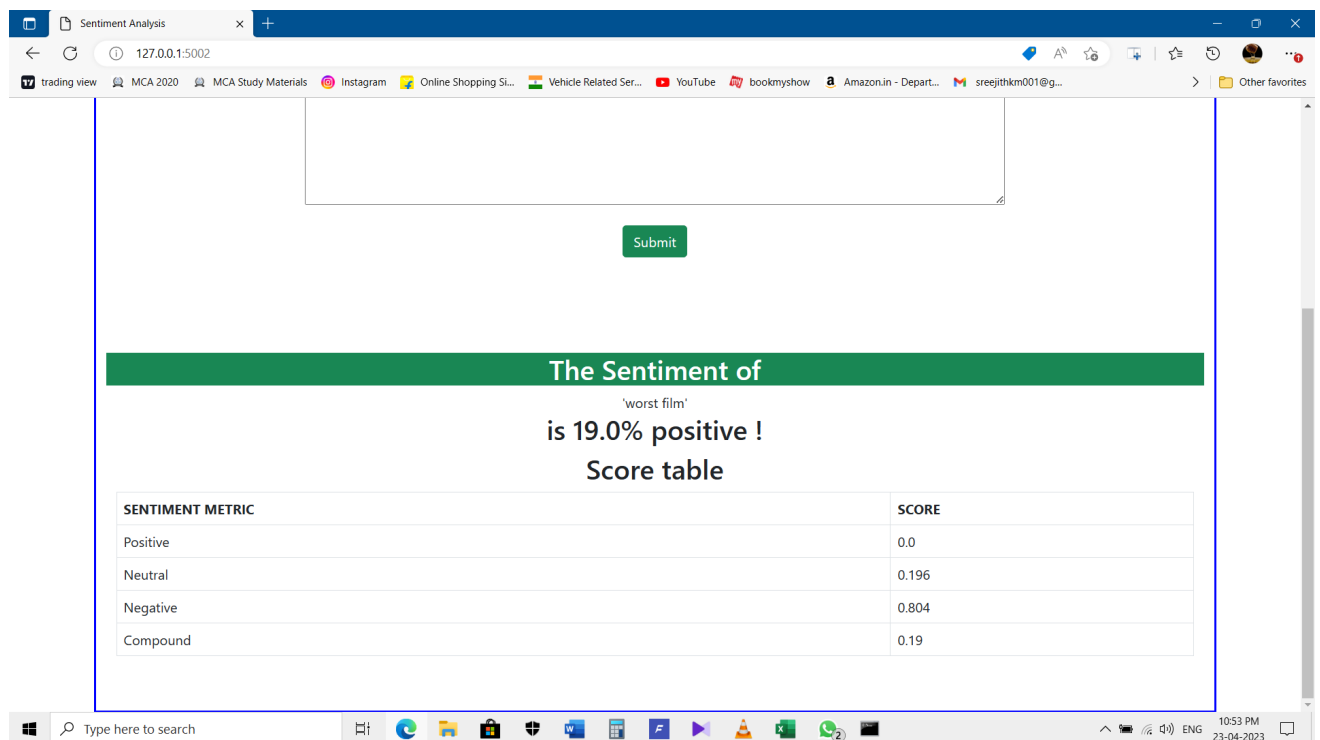 Sentiment Analysis
127.0.0.1:5002
trading view MCA 2020 MCA Study Materials Instagram Online Shopping Si... Vehicle Related Ser... YouTube bookmyshow Amazon.in - Depart... sreejithkm001@g... Other favorites
Submit
The Sentiment of
'worst film'
is 19.0% positive !
Score table
SENTIMENT METRIC SCORE
Positive 0.0
Neutral 0.196
Negative 0.804
Compound 0.19
Type here to search
2
ENG
10:53 PM
23-04-2023